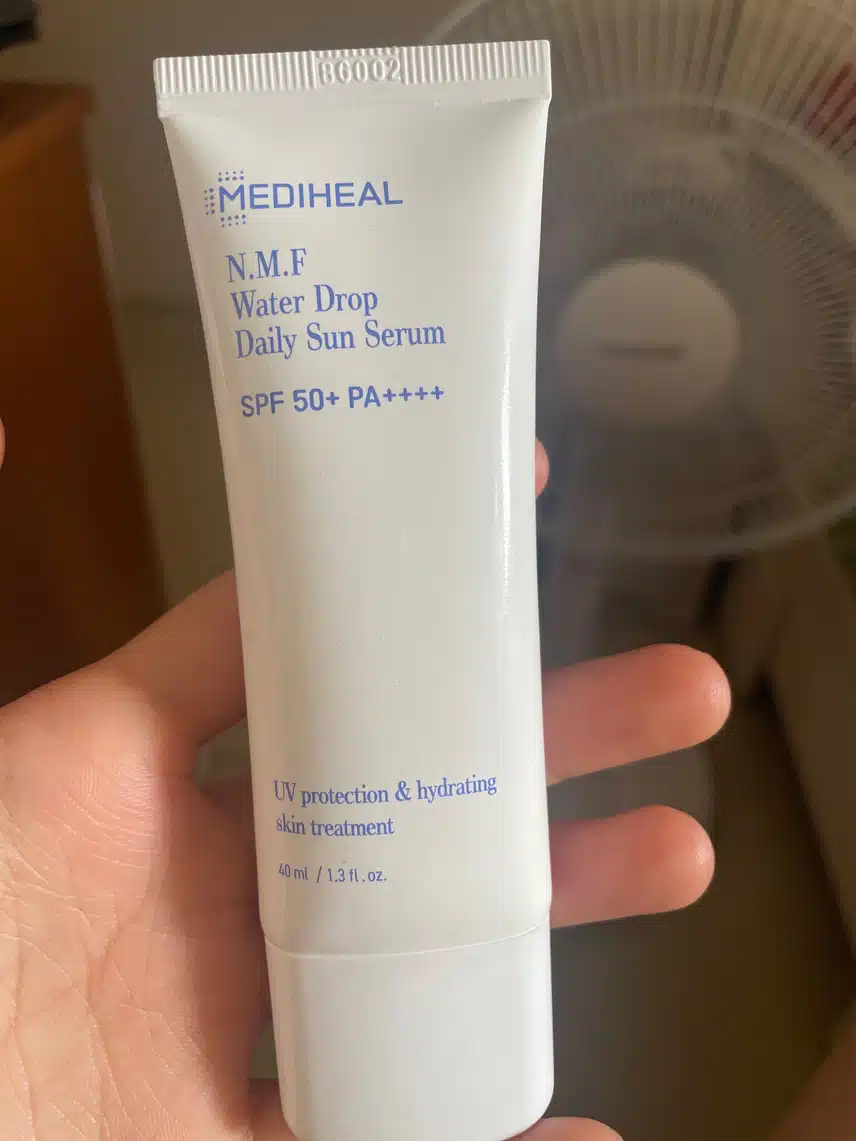 86002
MEDIHEAL
N.M.F
Water Drop
Daily Sun Serum
SPF 50+ PA++++
UV protection & hydrating
skin treatment
40 ml / 1.3 fl.oz.